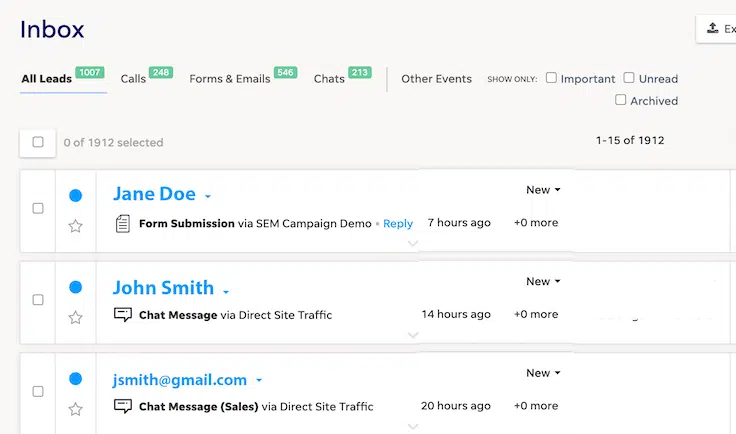 Inbox
Ex
All Leads 1007 Calls 248 Forms & Emails 546 Chats 213 Other Events SHOW ONLY: Important Unread
Archived
0 of 1912 selected 1-15 of 1912
Jane Doe New
Form Submission via SEM Campaign Demo • Reply 7 hours ago +0 more
John Smith New
Chat Message via Direct Site Traffic 14 hours ago +0 more
jsmith@gmail.com New
Chat Message (Sales) via Direct Site Traffic 20 hours ago +0 more